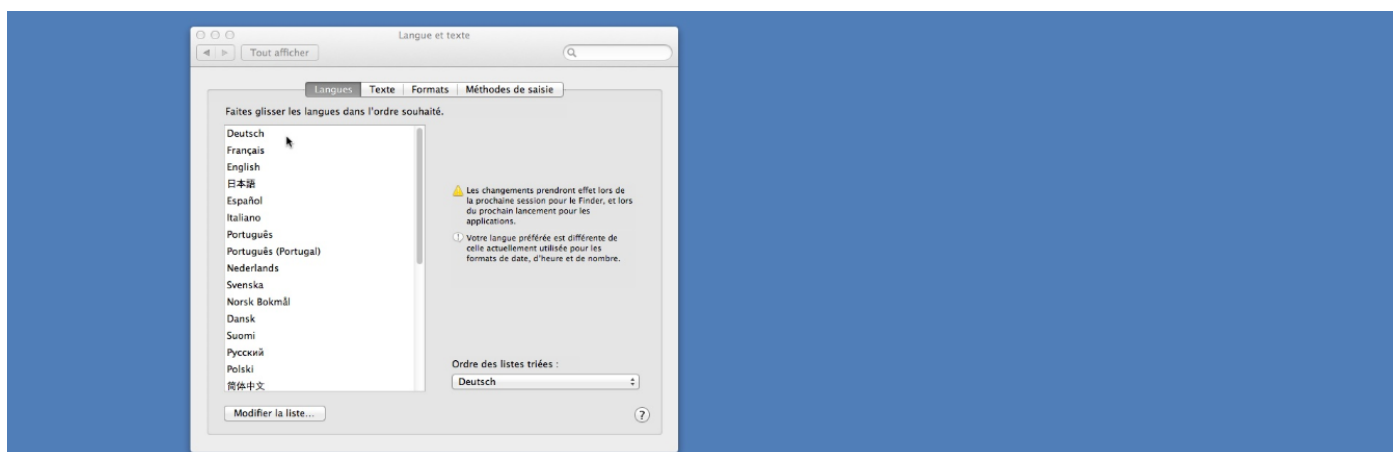 Langue et texte
Tout afficher
Langues Texte Formats Méthodes de saisie
Faites glisser les langues dans l'ordre souhaité.
Deutsch
Français
English
日本語
Español
Italiano
Português
Português (Portugal)
Nederlands
Svenska
Norsk Bokmål
Dansk
Suomi
Русский
Polski
简体中文
Les changements prendront effet lors de
la prochaine session pour le Finder, et lors
du prochain lancement pour les
applications.
Votre langue préférée est différente de
celle actuellement utilisée pour les
formats de date, d'heure et de nombre.
Ordre des listes triées :
Deutsch
Modifier la liste...
?